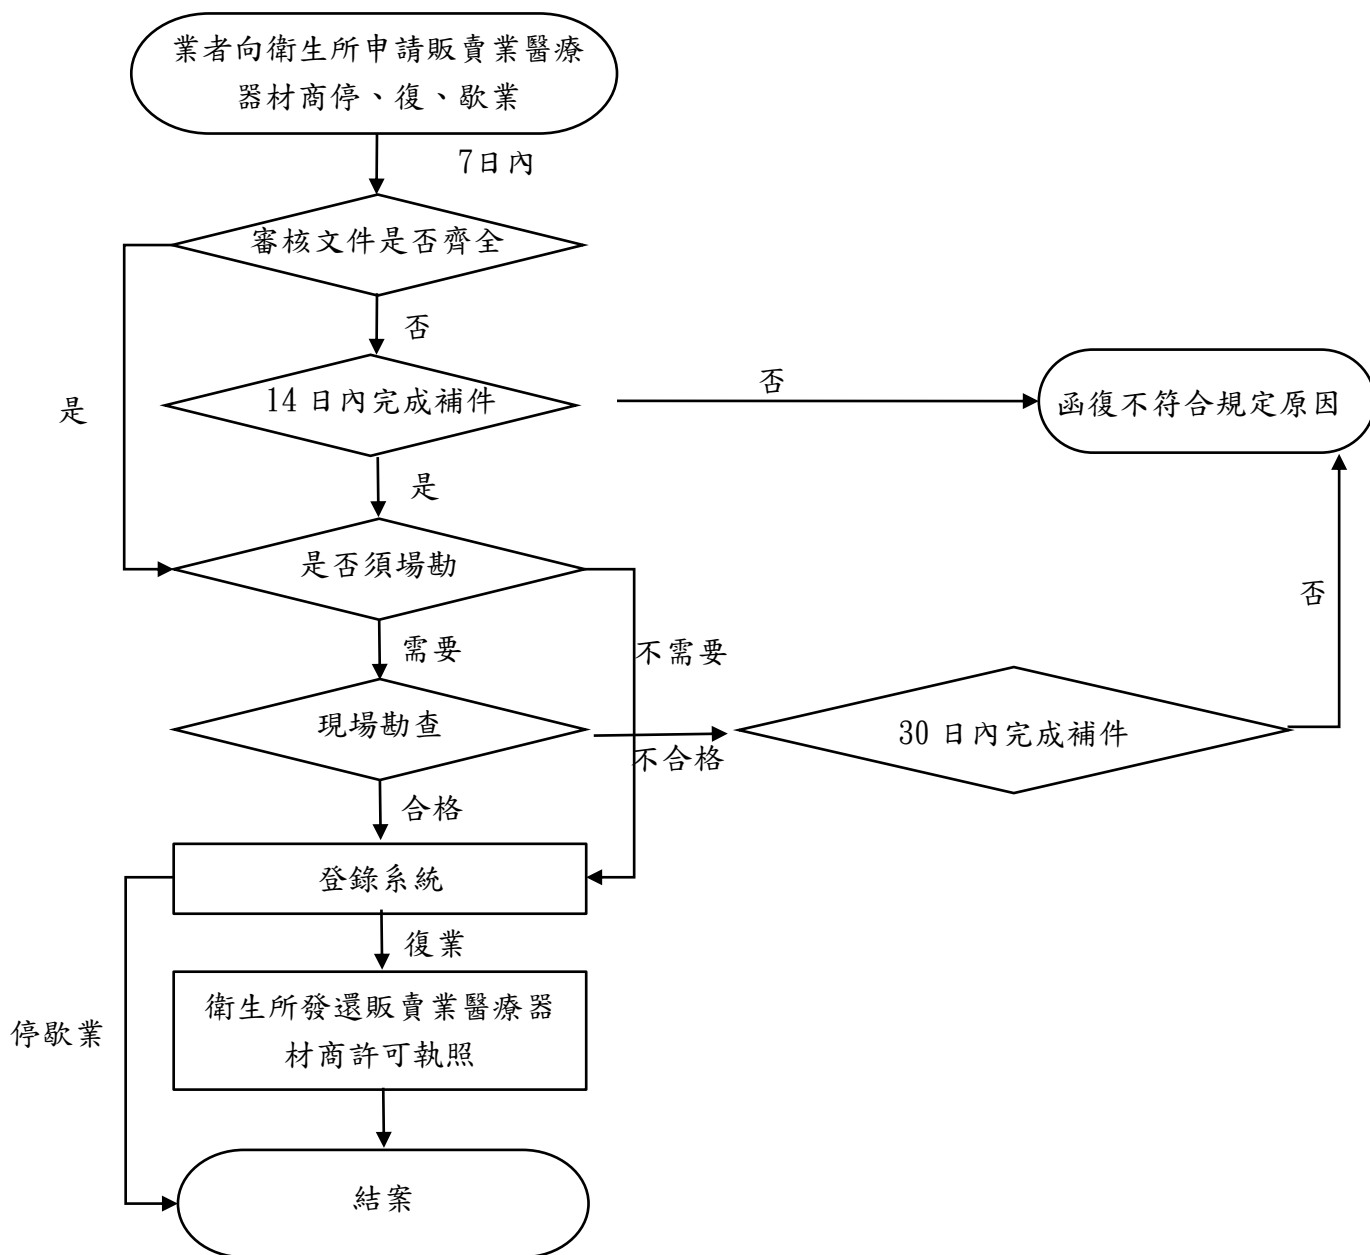 業者向衛生所申請販賣業醫療
器材商停、復、歇業
7日內
審核文件是否齊全
否
是
14 日內完成補件
否
函復不符合規定原因
是
是否須場勘
否
需要
不需要
現場勘查
不合格
30 日內完成補件
合格
登錄系統
復業
停歇業
衛生所發還販賣業醫療器
材商許可執照
結案